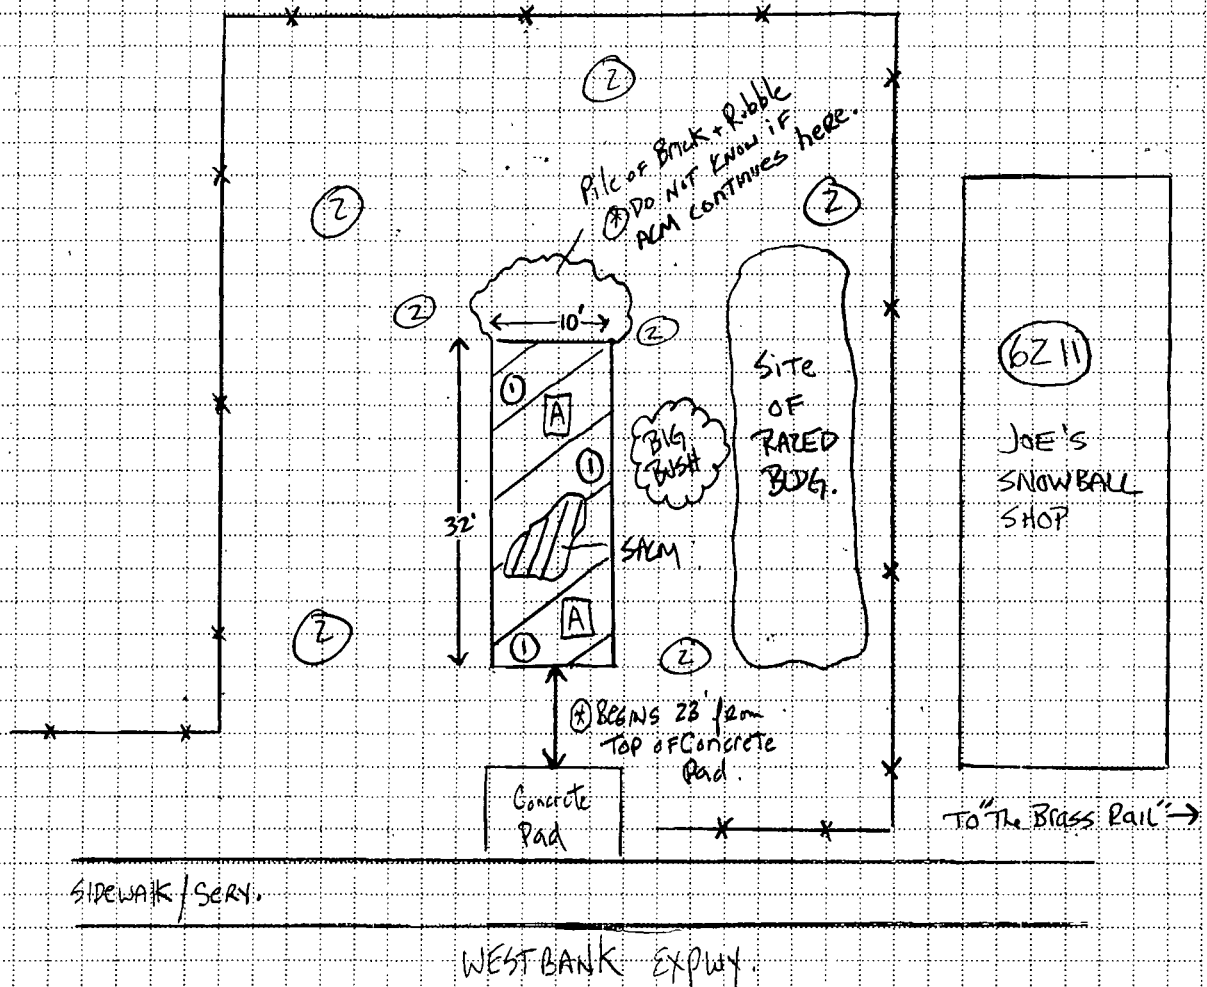 2
Pile of Brick + Rubble
* DO NOT KNOW iF
ACM CONTINUES here.
2
2
2
10'
2
1
A
1
32'
SACM
A
1
BIG
BUSH
SITE
OF
RAZED
BLDG.
6211
JOE'S
SNOWBALL
SHOP
2
2
* BEGINS 23' from
TOP OF Concrete
Pad.
Concrete
Pad
TO "The Brass Rail" →
SIDEWALK/SERV.
WESTBANK EXPWY.